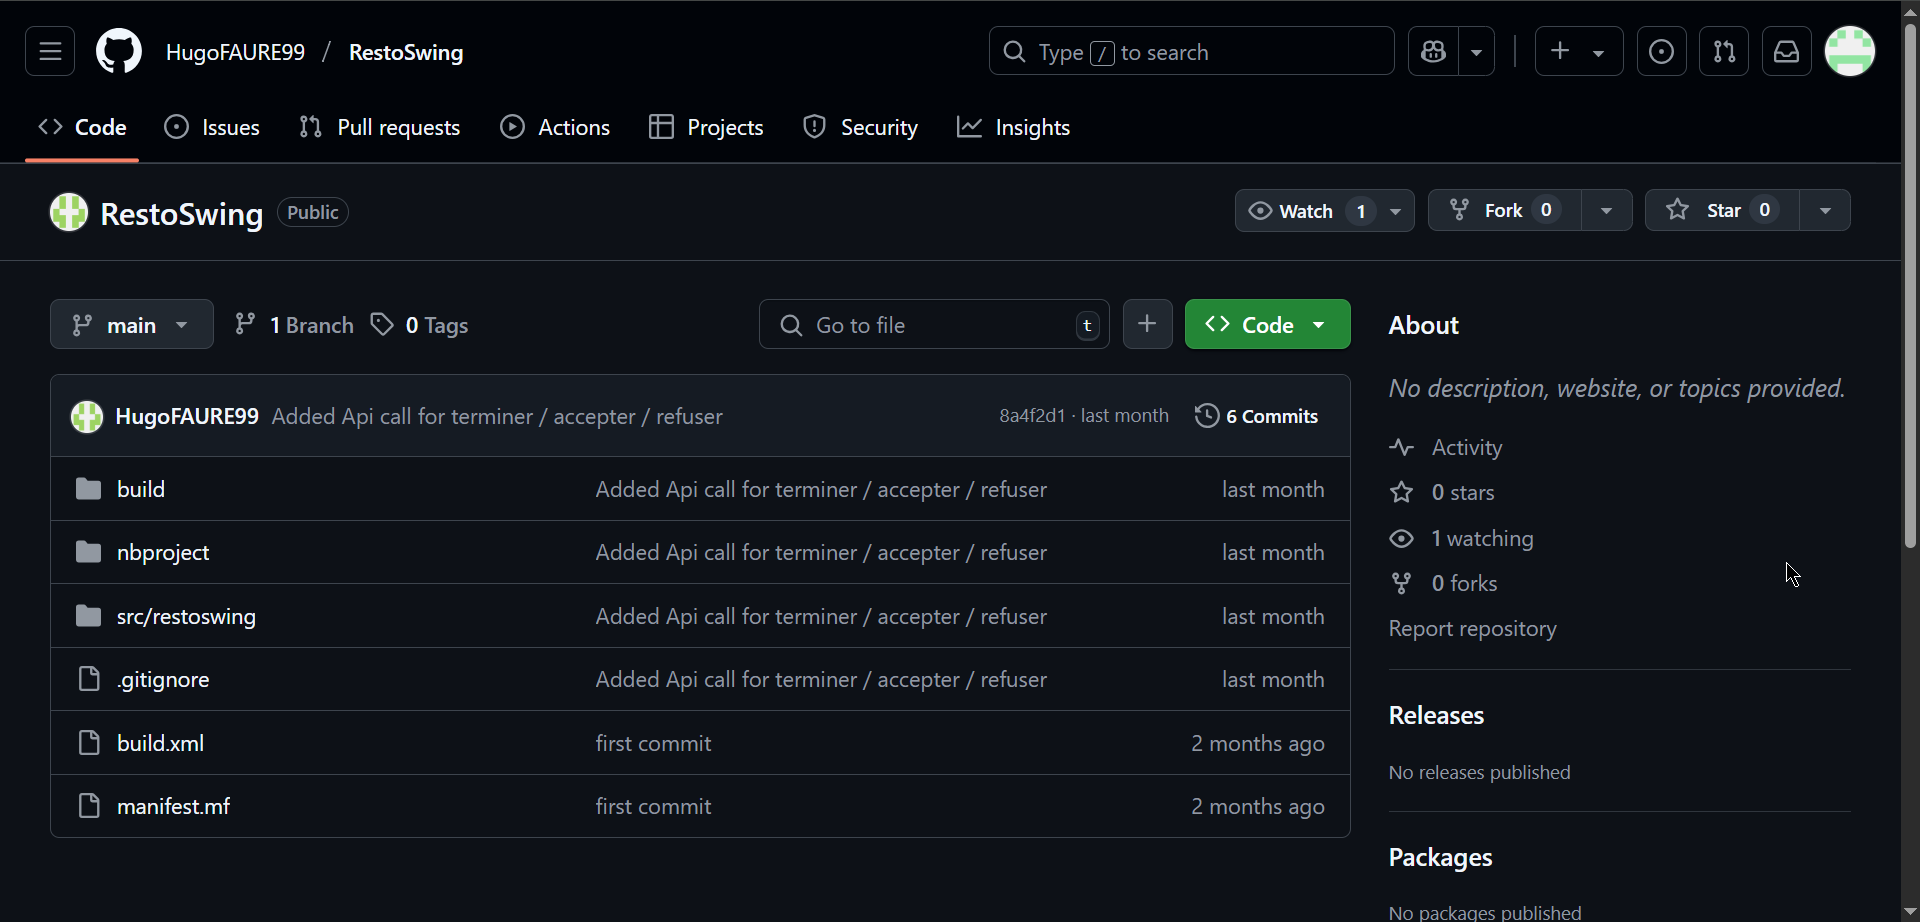 HugoFAURE99 / RestoSwing
Type / to search
Code Issues Pull requests Actions Projects Security Insights
RestoSwing Public
Watch 1 Fork 0 Star 0
main 1 Branch 0 Tags
Go to file t
Code
HugoFAURE99 Added Api call for terminer / accepter / refuser 8a4f2d1 · last month 6 Commits
build Added Api call for terminer / accepter / refuser last month
nbproject Added Api call for terminer / accepter / refuser last month
src/restoswing Added Api call for terminer / accepter / refuser last month
.gitignore Added Api call for terminer / accepter / refuser last month
build.xml first commit 2 months ago
manifest.mf first commit 2 months ago
About
No description, website, or topics provided.
Activity
0 stars
1 watching
0 forks
Report repository
Releases
No releases published
Packages
No packages published